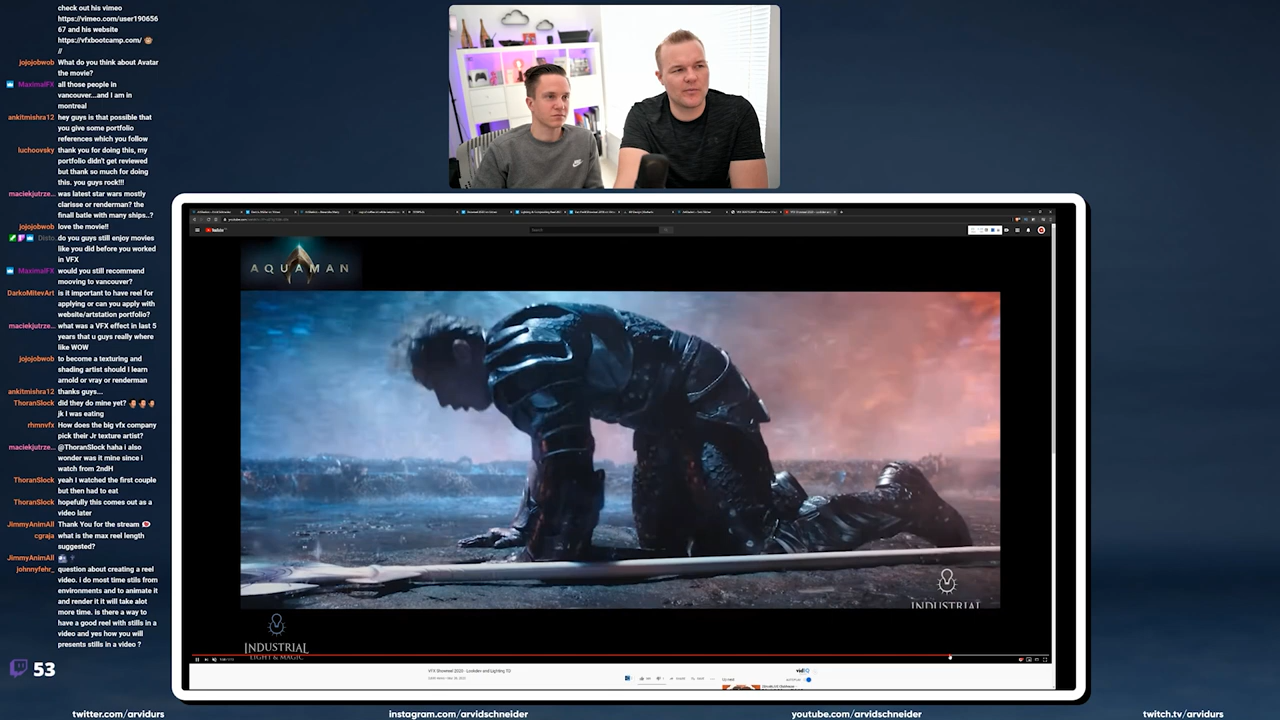 check out his vimeo
https://vimeo.com/user190656
67 and his website
https://vfxbootcamp.com/
//
jojojobwob What do you think about Avatar
the movie?
MaximalFX all those people in
vancouver...and I am in
montreal
ankitmishra12 hey guys is that possible that
you give some portfolio
references which you follow
luchoovsky thank you for doing this, my
portfolio didn't get reviewed
but thank so much for doing
this. you guys rock!!!
maciekjutrze... was latest star wars mostly
clarisse or renderman? the
finall batle with many ships..?
jojojobwob love the movie!!
Disto. do you guys still enjoy movies
like you did before you worked
in VFX
MaximalFX would you still recommend
mooving to vancouver?
DarkoMitevArt is it important to have reel for
applying or can you apply with
website/artstation portfolio?
maciekjutrze... what was a VFX effect in last 5
years that u guys really where
like WOW
jojojobwob to become a texturing and
shading artist should I learn
arnold or vray or renderman
ankitmishra12 thanks guys...
ThoranSlock did they do mine yet?
jk I was eating
rhmnvfx How does the big vfx company
pick their Jr texture artist?
maciekjutrze... @ThoranSlock haha i also
wonder was it mine since i
watch from 2ndH
ThoranSlock yeah I watched the first couple
but then had to eat
ThoranSlock hopefully this comes out as a
video later
JimmyAnimAll Thank You for the stream
cgraja what is the max reel length
suggested?
JimmyAnimAll
johnnyfehr_ question about creating a reel
video. i do most time stils from
environments and to animate it
and render it it will take alot
more time. is there a way to
have a good reel with stills in a
video and yes how you will
presents stills in a video ?
53
YouTube
Search
AQUAMAN
INDUSTRIAL
INDUSTRIAL
LIGHT & MAGIC
VFX Showreel 2020 - Lookdev and Lighting TD
vidIQ
twitter.com/arvidurs
instagram.com/arvidschneider
youtube.com/arvidschneider
twitch.tv/arvidurs